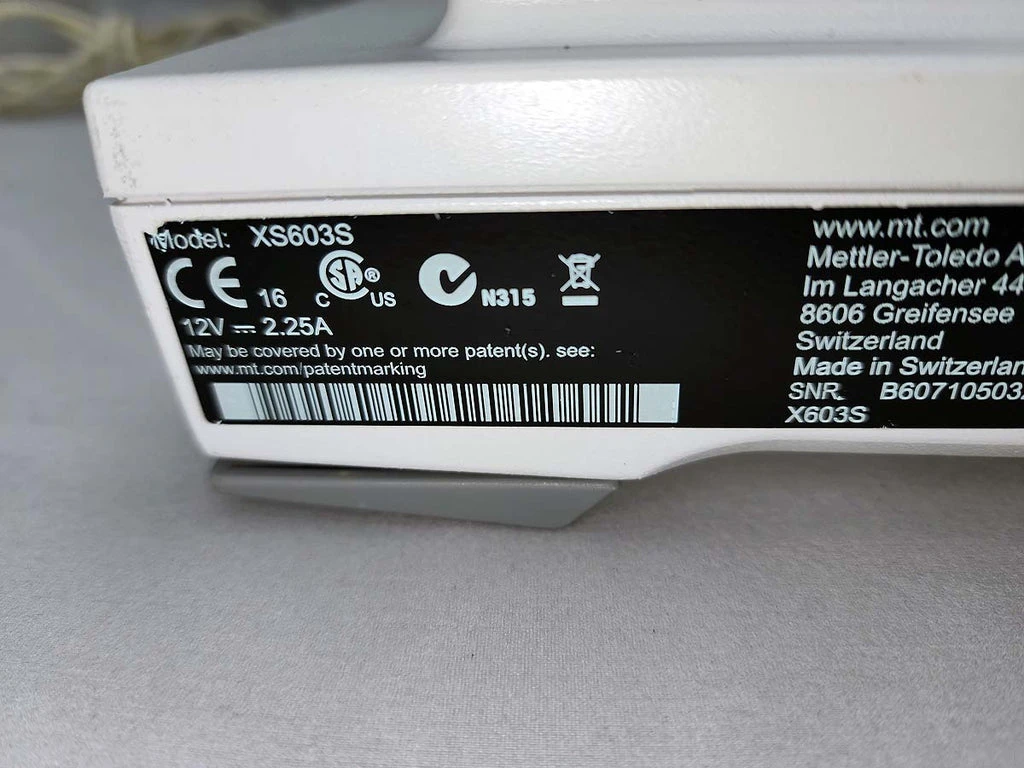 Model: XS603S
CE 16 C SA® US N315
12V ⎓ 2.25A
May be covered by one or more patent(s). see:
www.mt.com/patentmarking
www.mt.com
Mettler-Toledo A
Im Langacher 44
8606 Greifensee
Switzerland
Made in Switzerlan
SNR B60710503
X603S